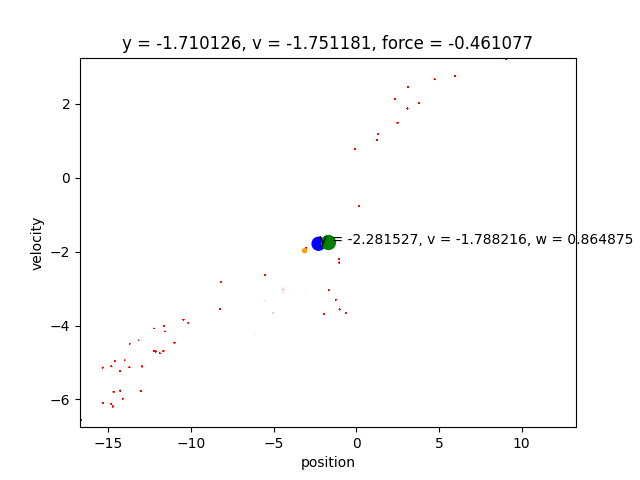 y = -1.710126, v = -1.751181, force = -0.461077
2
0
velocity
y = -2.281527, v = -1.788216, w = 0.864875
−2
−4
−6
−15 −10 −5 0 5 10
position